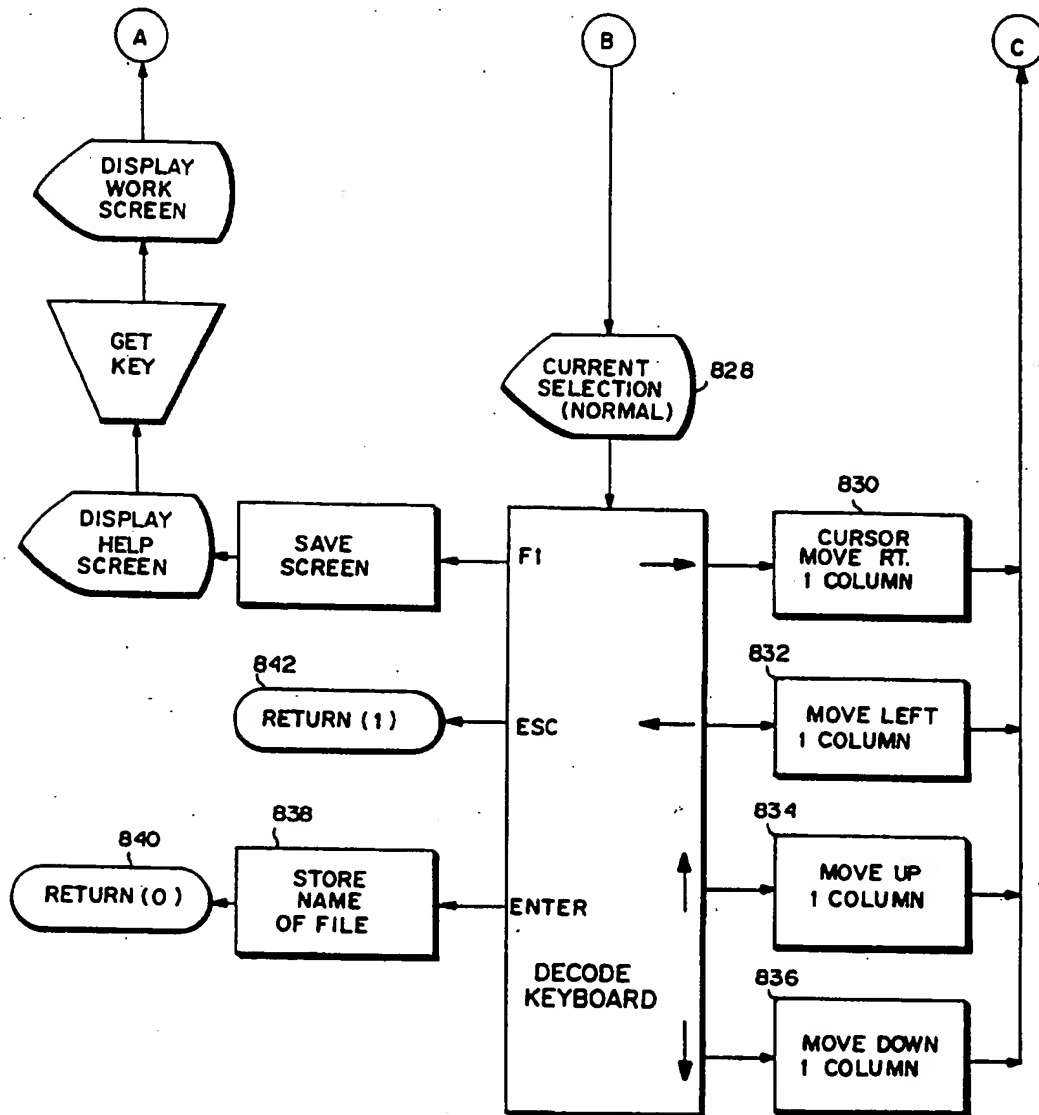 A
B
C
DISPLAY
WORK
SCREEN
GET
KEY
CURRENT
SELECTION
(NORMAL)
828
DISPLAY
HELP
SCREEN
SAVE
SCREEN
F1
830
CURSOR
MOVE RT.
1 COLUMN
842
RETURN (1)
ESC
832
MOVE LEFT
1 COLUMN
840
RETURN (0)
838
STORE
NAME
OF FILE
ENTER
834
MOVE UP
1 COLUMN
DECODE
KEYBOARD
836
MOVE DOWN
1 COLUMN